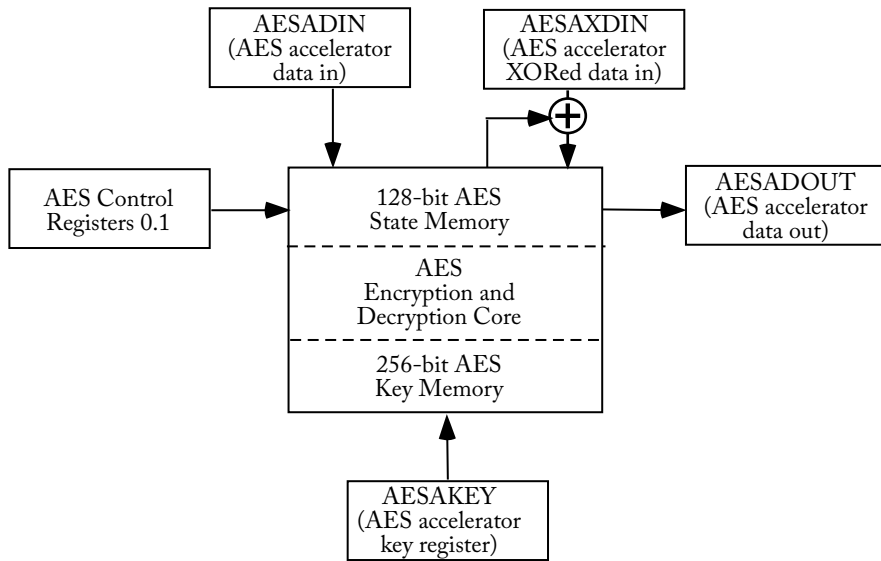 AESADIN
(AES accelerator
data in)
AESAXDIN
(AES accelerator
XORed data in)
AES Control
Registers 0.1
128-bit AES
State Memory
AESADOUT
(AES accelerator
data out)
AES
Encryption and
Decryption Core
256-bit AES
Key Memory
AESAKEY
(AES accelerator
key register)